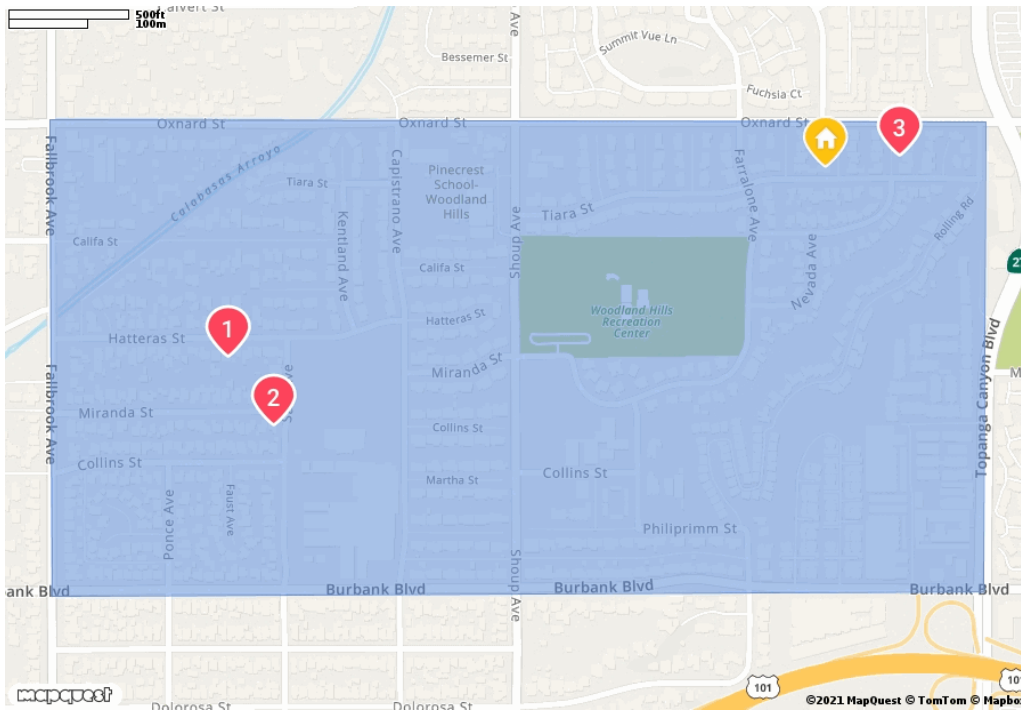 500ft
100m
Calvert St
Ave
Summit Vue Ln
Bessemer St
Fuchsia Ct
Oxnard St
Oxnard St
Oxnard St
3
Fallbrook Ave
Calabasas Arroyo
Capistrano Ave
Pinecrest
School-
Woodland
Hills
Farralone Ave
Tiara St
Tiara St
Kentland Ave
Shoup Ave
Rolling Rd
Califa St
Califa St
Nevada Ave
27
1
Hatteras St
Hatteras St
Woodland Hills
Recreation
Center
Topanga Canyon Blvd
Fallbrook Ave
Miranda St
M
2
Ave
Miranda St
Collins St
Collins St
Collins St
Martha St
Ponce Ave
Faust Ave
Philiprimm St
Shoup Ave
ank Blvd
Burbank Blvd
Burbank Blvd
Burbank Blvd
101
101
mapquest
Dolorosa St
Dolorosa St
©2021 MapQuest © TomTom © Mapbox